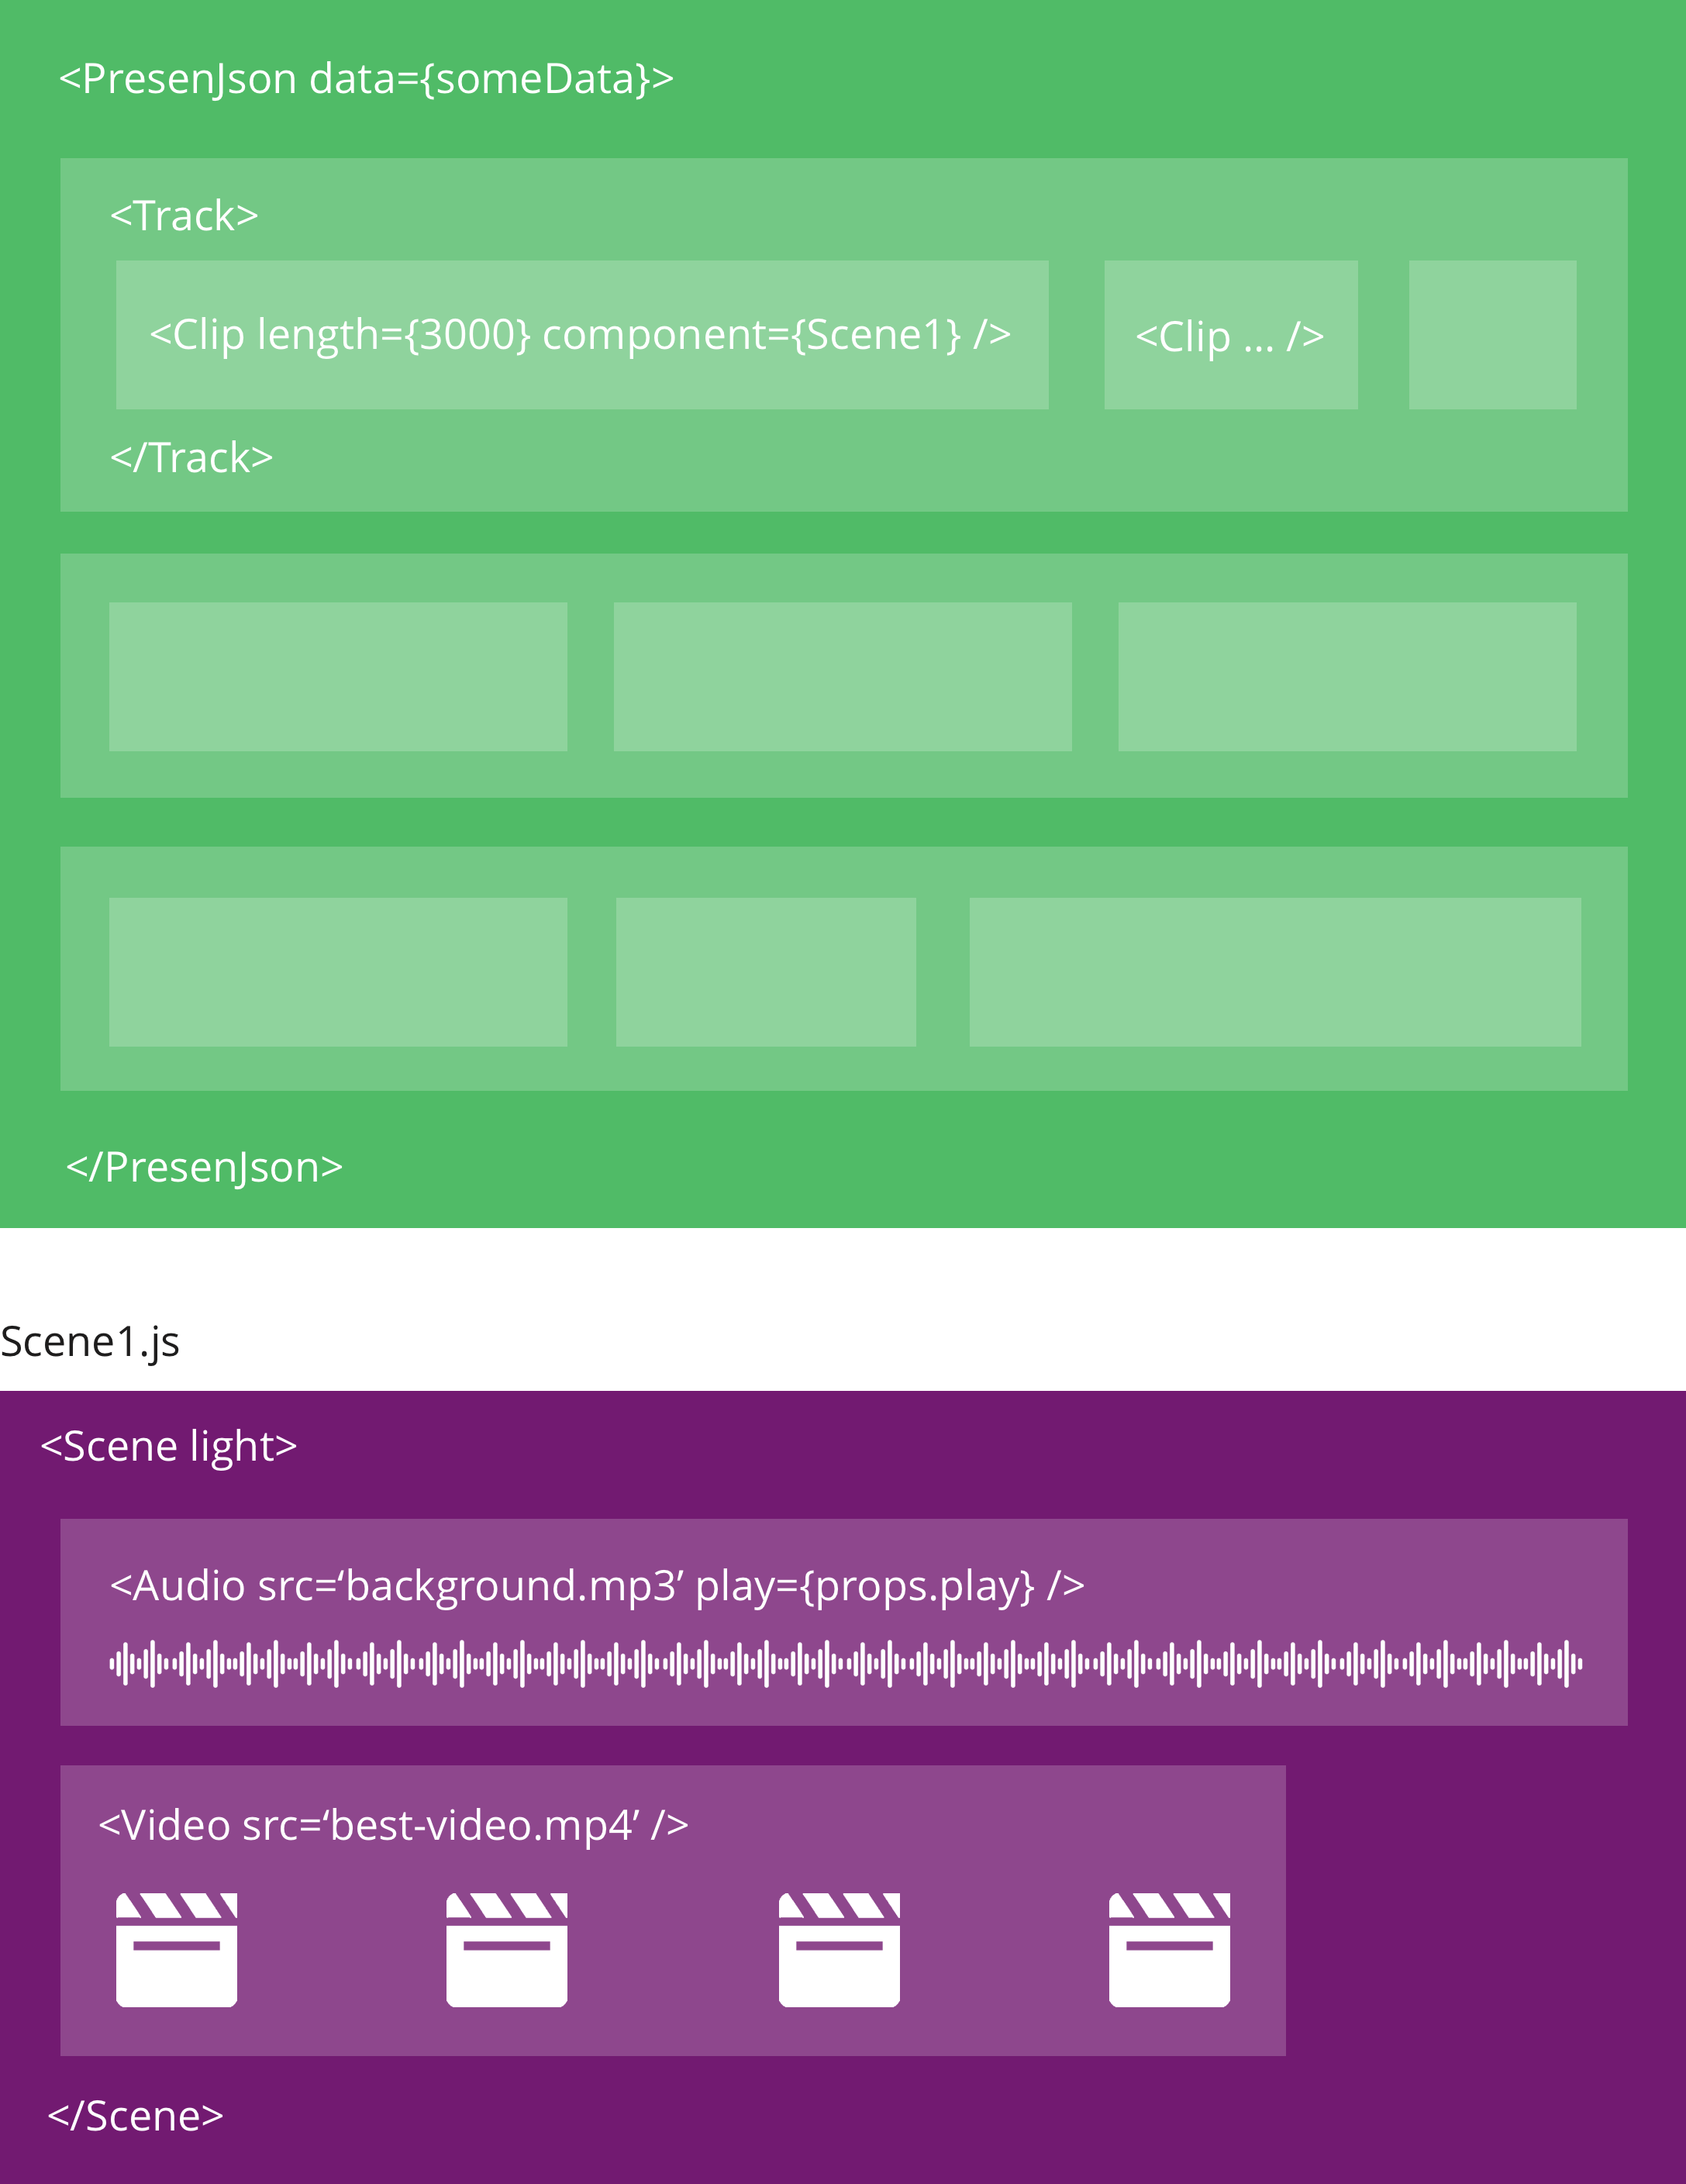 <PresenJson data={someData}>
<Track>
<Clip length={3000} component={Scene1} />
<Clip ... />
</Track>
</PresenJson>
Scene1.js
<Scene light>
<Audio src=‘background.mp3’ play={props.play} />
<Video src=‘best-video.mp4’ />
</Scene>